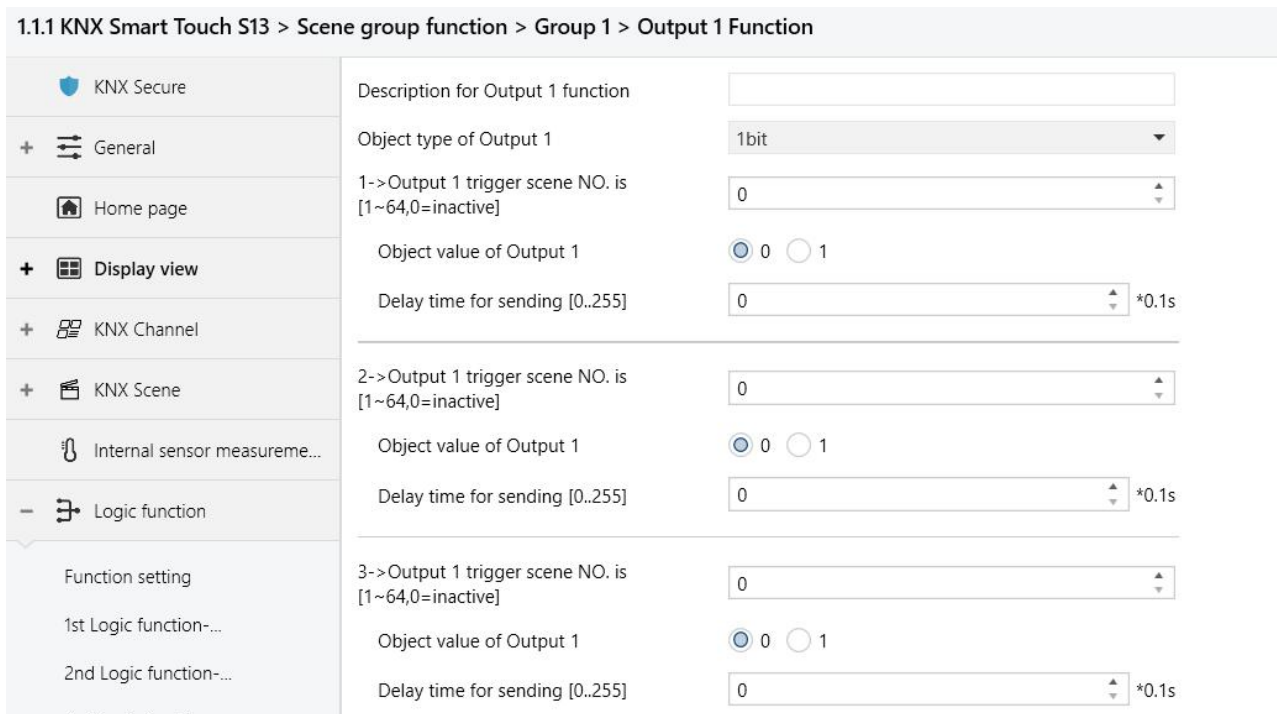 1.1.1 KNX Smart Touch S13 > Scene group function > Group 1 > Output 1 Function
KNX Secure
+ General
Home page
+ Display view
+ KNX Channel
+ KNX Scene
Internal sensor measureme...
− Logic function
Function setting
1st Logic function-...
2nd Logic function-...
Description for Output 1 function
Object type of Output 1
1bit
1->Output 1 trigger scene NO. is
[1~64,0=inactive]
0
Object value of Output 1
0 1
Delay time for sending [0..255]
0 *0.1s
2->Output 1 trigger scene NO. is
[1~64,0=inactive]
0
Object value of Output 1
0 1
Delay time for sending [0..255]
0 *0.1s
3->Output 1 trigger scene NO. is
[1~64,0=inactive]
0
Object value of Output 1
0 1
Delay time for sending [0..255]
0 *0.1s